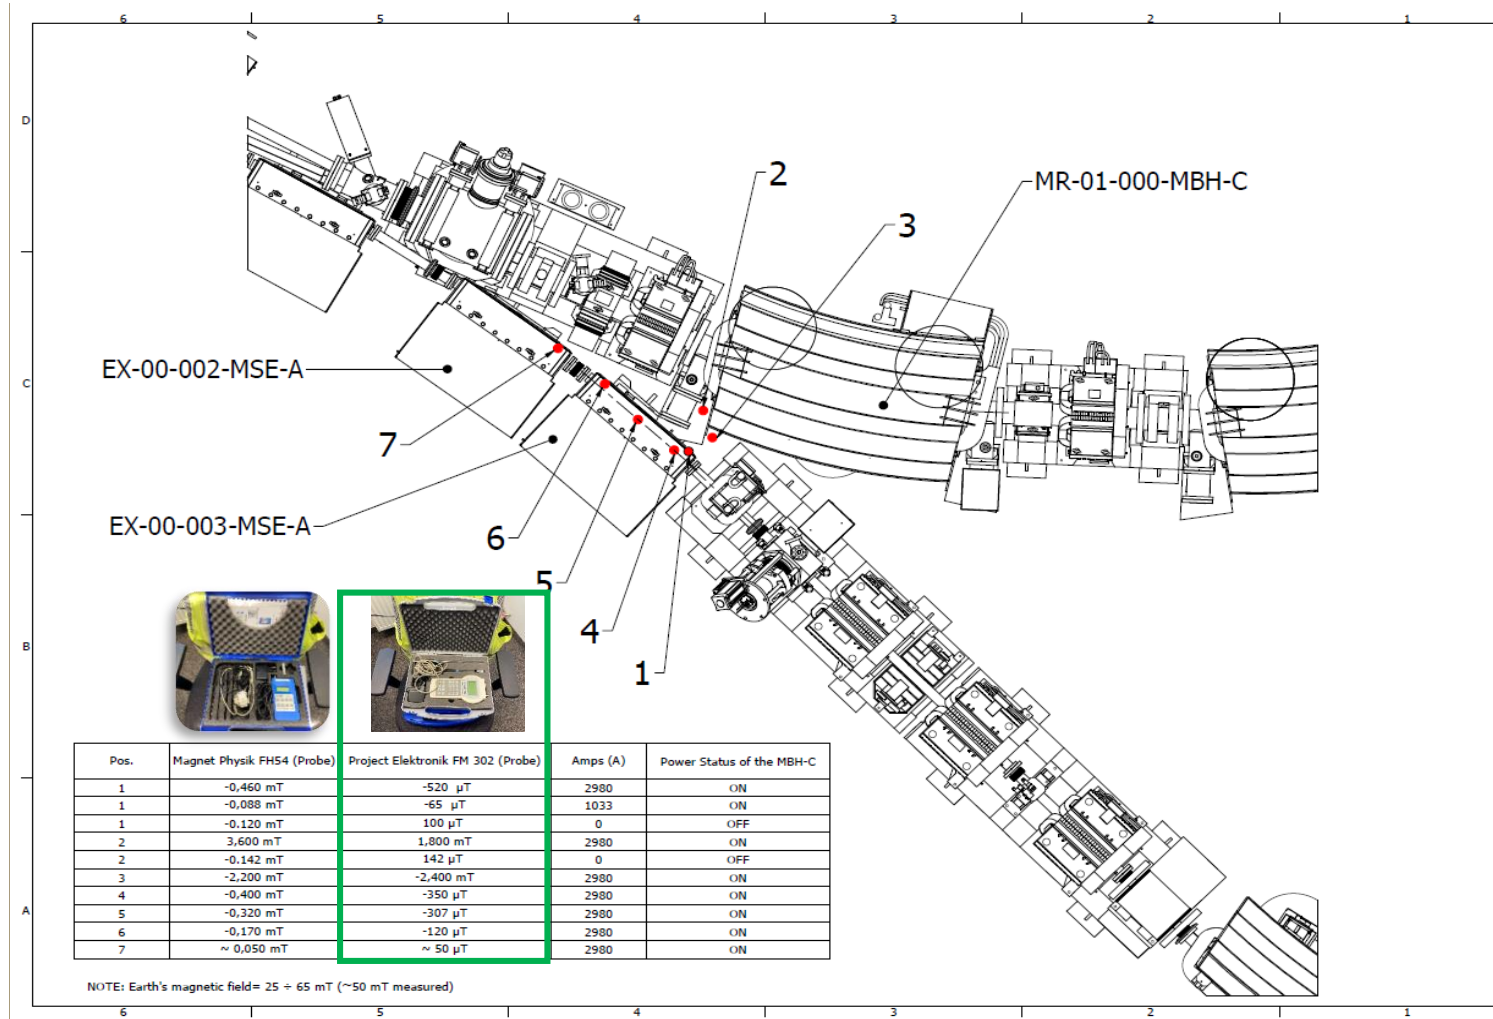 6 5 4 3 2 1
D
2
MR-01-000-MBH-C
3
C
EX-00-002-MSE-A
7
EX-00-003-MSE-A
6
5
4
B
1
Pos. Magnet Physik FH54 (Probe) Project Elektronik FM 302 (Probe) Amps (A) Power Status of the MBH-C
1 -0,460 mT -520 µT 2980 ON
1 -0,088 mT -65 µT 1033 ON
1 -0.120 mT 100 µT 0 OFF
2 3,600 mT 1,800 mT 2980 ON
2 -0.142 mT 142 µT 0 OFF
3 -2,200 mT -2,400 mT 2980 ON
4 -0,400 mT -350 µT 2980 ON
A
5 -0,320 mT -307 µT 2980 ON
6 -0,170 mT -120 µT 2980 ON
7 ~ 0,050 mT ~ 50 µT 2980 ON
NOTE: Earth's magnetic field= 25 ÷ 65 mT (~50 mT measured)
6 5 4 3 2 1